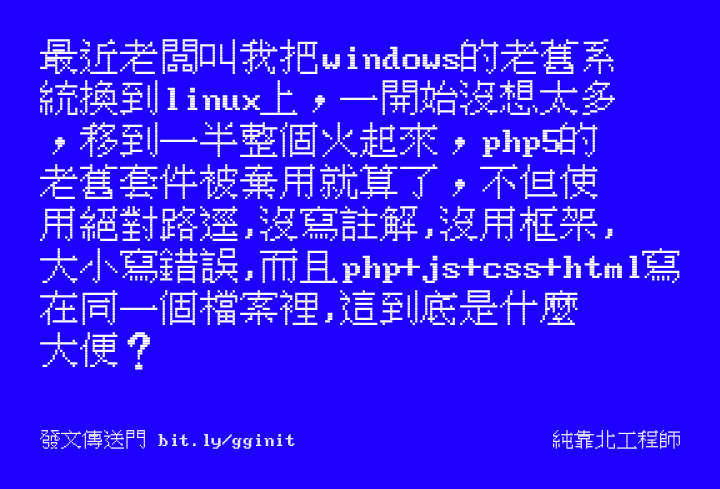 最近老闆叫我把windows的老舊系
統換到linux上，一開始沒想太多
，移到一半整個火起來，php5的
老舊套件被棄用就算了，不但使
用絕對路逕,沒寫註解,沒用框架,
大小寫錯誤,而且php+js+css+html寫
在同一個檔案裡,這到底是什麼
大便？
發文傳送門 bit.ly/gginit
純靠北工程師